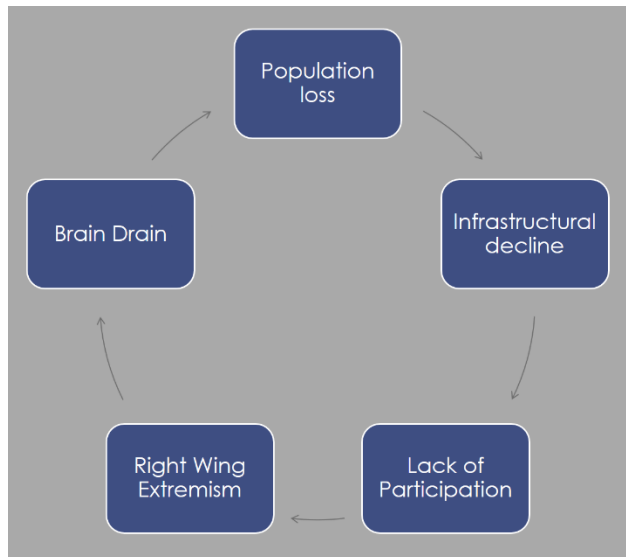 Population
loss
Infrastructural
decline
Lack of
Participation
Right Wing
Extremism
Brain Drain